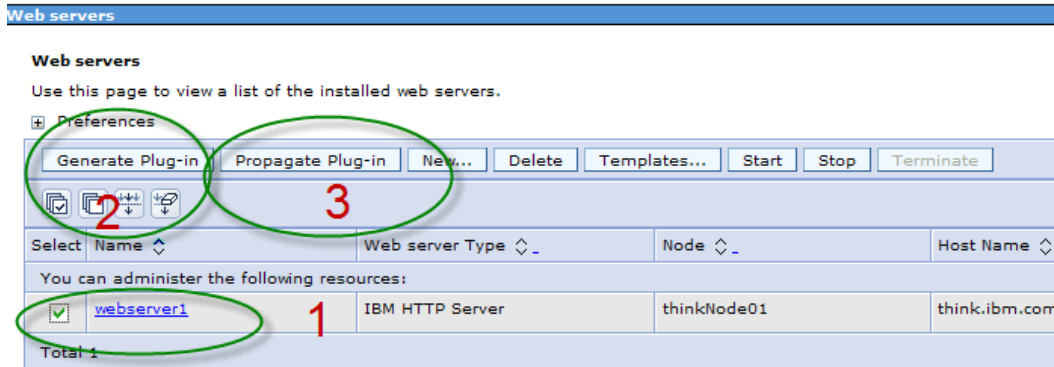 Web servers
Web servers
Use this page to view a list of the installed web servers.
Preferences
Generate Plug-in Propagate Plug-in New... Delete Templates... Start Stop Terminate
2 3
Select Name Web server Type Node Host Name
You can administer the following resources:
webserver1 1 IBM HTTP Server thinkNode01 think.ibm.com
Total 1